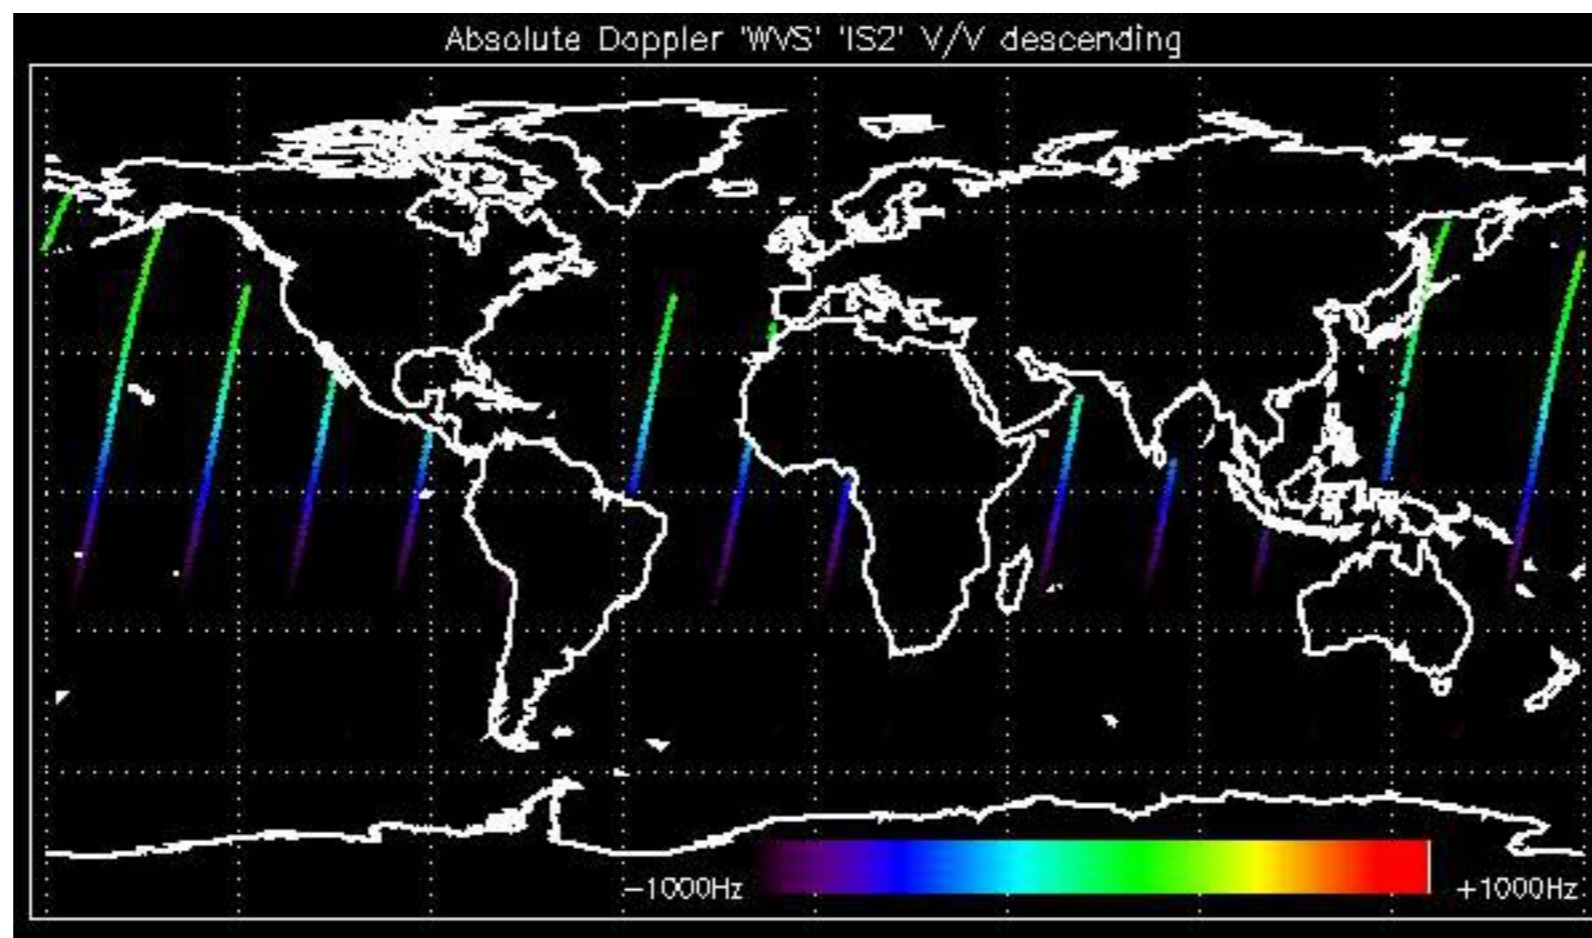 Absolute Doppler 'WVS' 'IS2' V/V descending
−1000Hz
+1000Hz